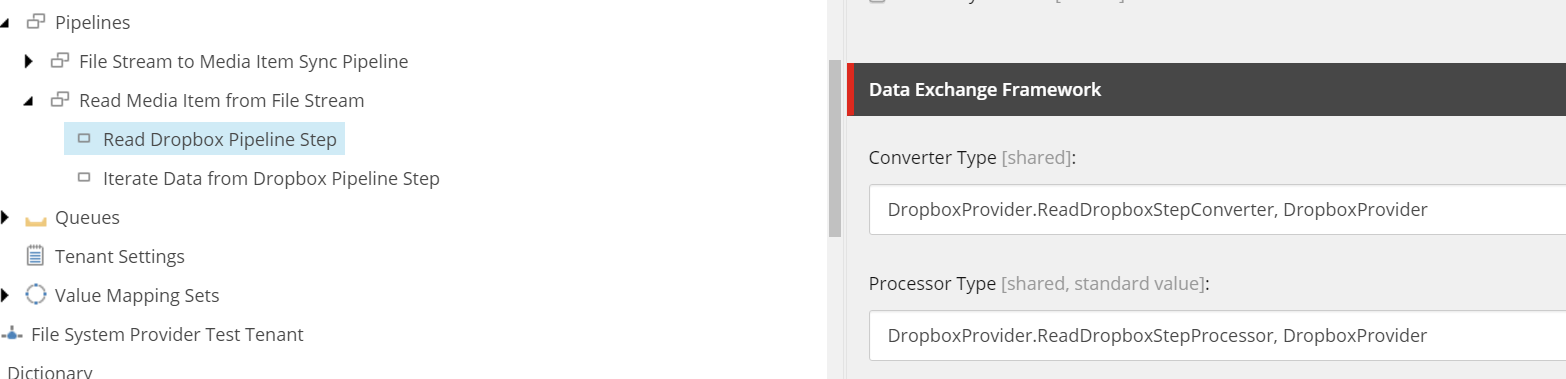 Pipelines
File Stream to Media Item Sync Pipeline
Read Media Item from File Stream
Read Dropbox Pipeline Step
Iterate Data from Dropbox Pipeline Step
Queues
Tenant Settings
Value Mapping Sets
File System Provider Test Tenant
Dictionary
Data Exchange Framework
Converter Type [shared]:
DropboxProvider.ReadDropboxStepConverter, DropboxProvider
Processor Type [shared, standard value]:
DropboxProvider.ReadDropboxStepProcessor, DropboxProvider